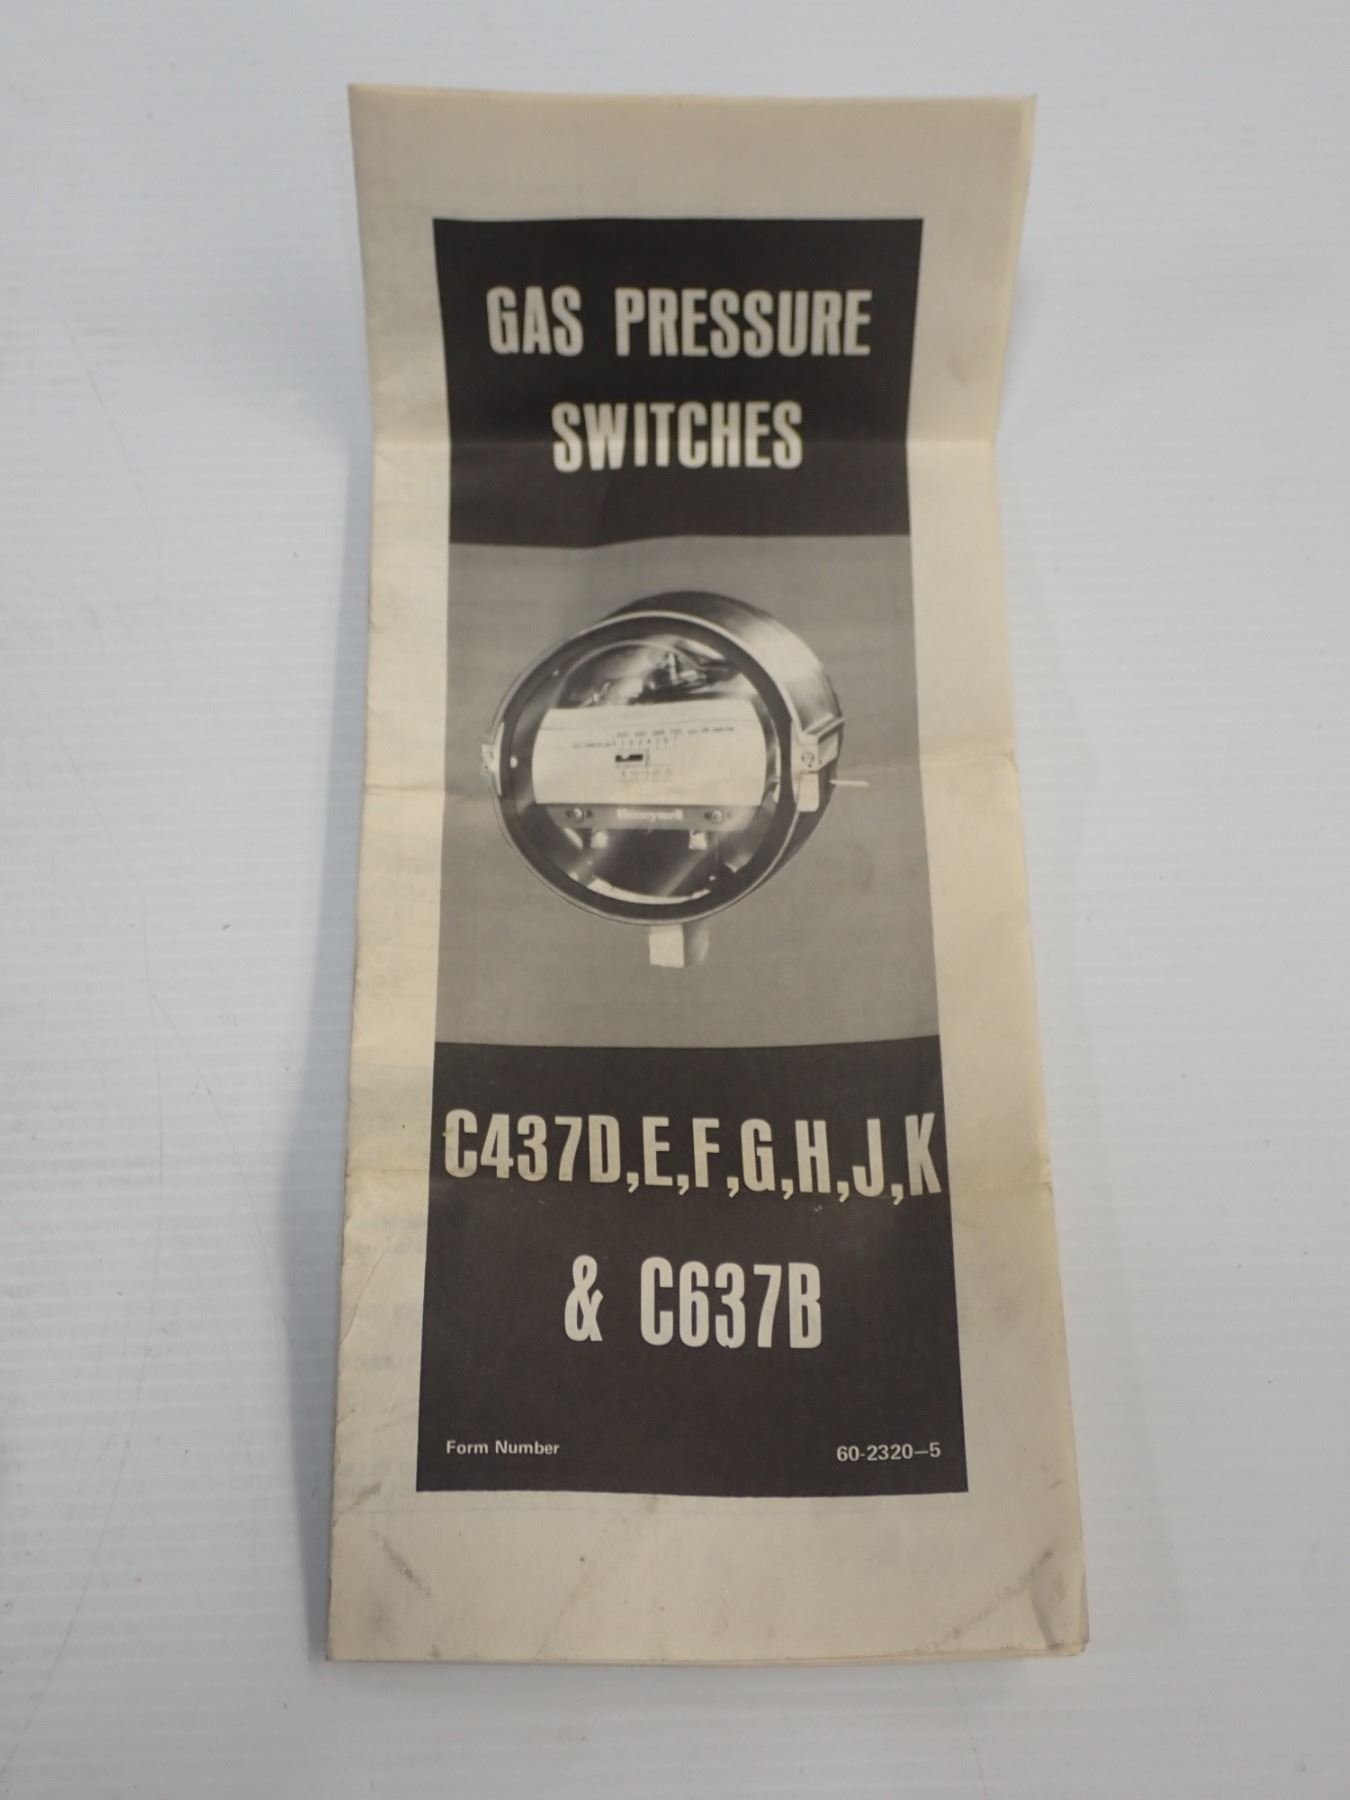 GAS PRESSURE
SWITCHES
Honeywell
C437D,E,F,G,H,J,K
& C637B
Form Number 60-2320-5